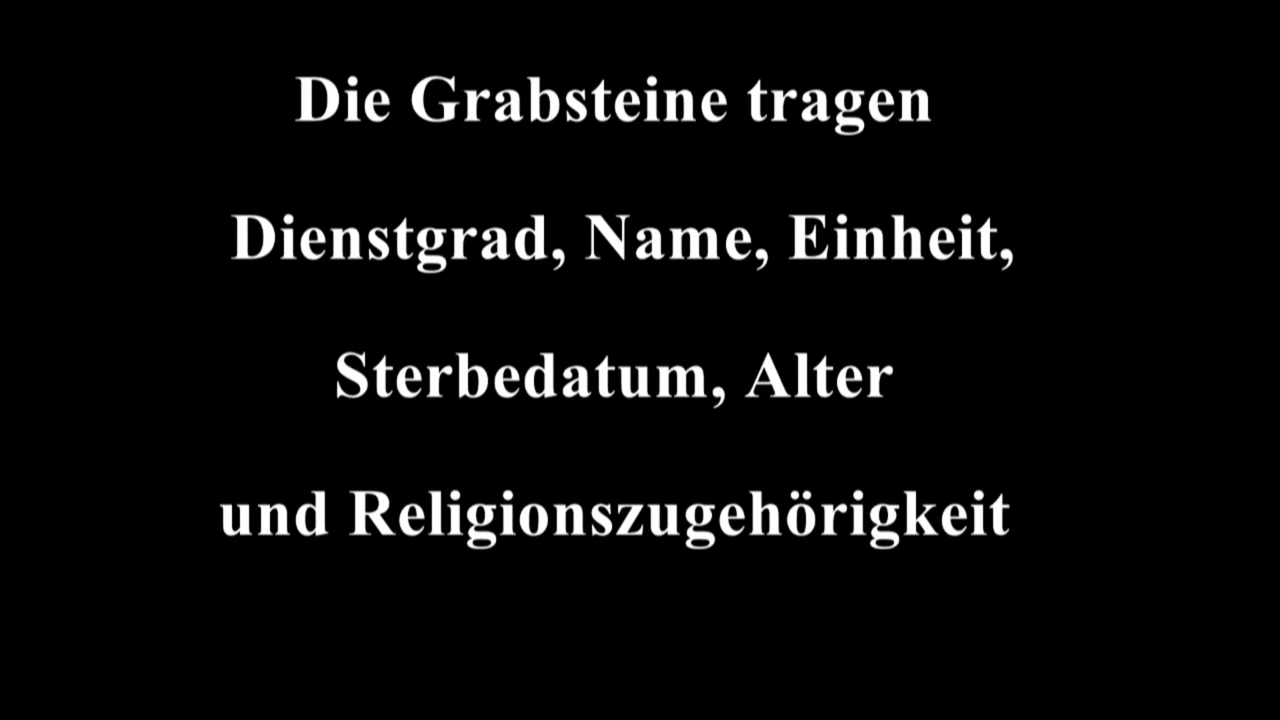 Die Grabsteine tragen
Dienstgrad, Name, Einheit,
Sterbedatum, Alter
und Religionszugehörigkeit